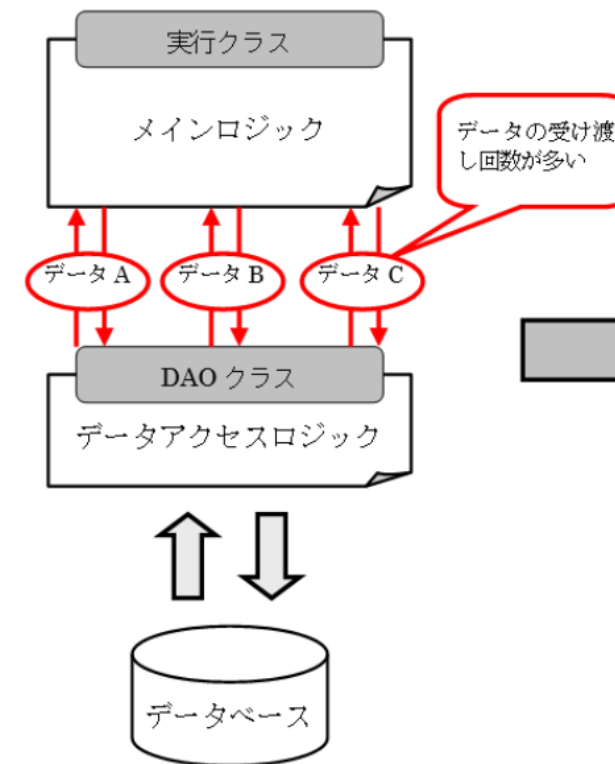 実行クラス
メインロジック
データの受け渡
し回数が多い
データ A
データ B
データ C
DAO クラス
データアクセスロジック
データベース